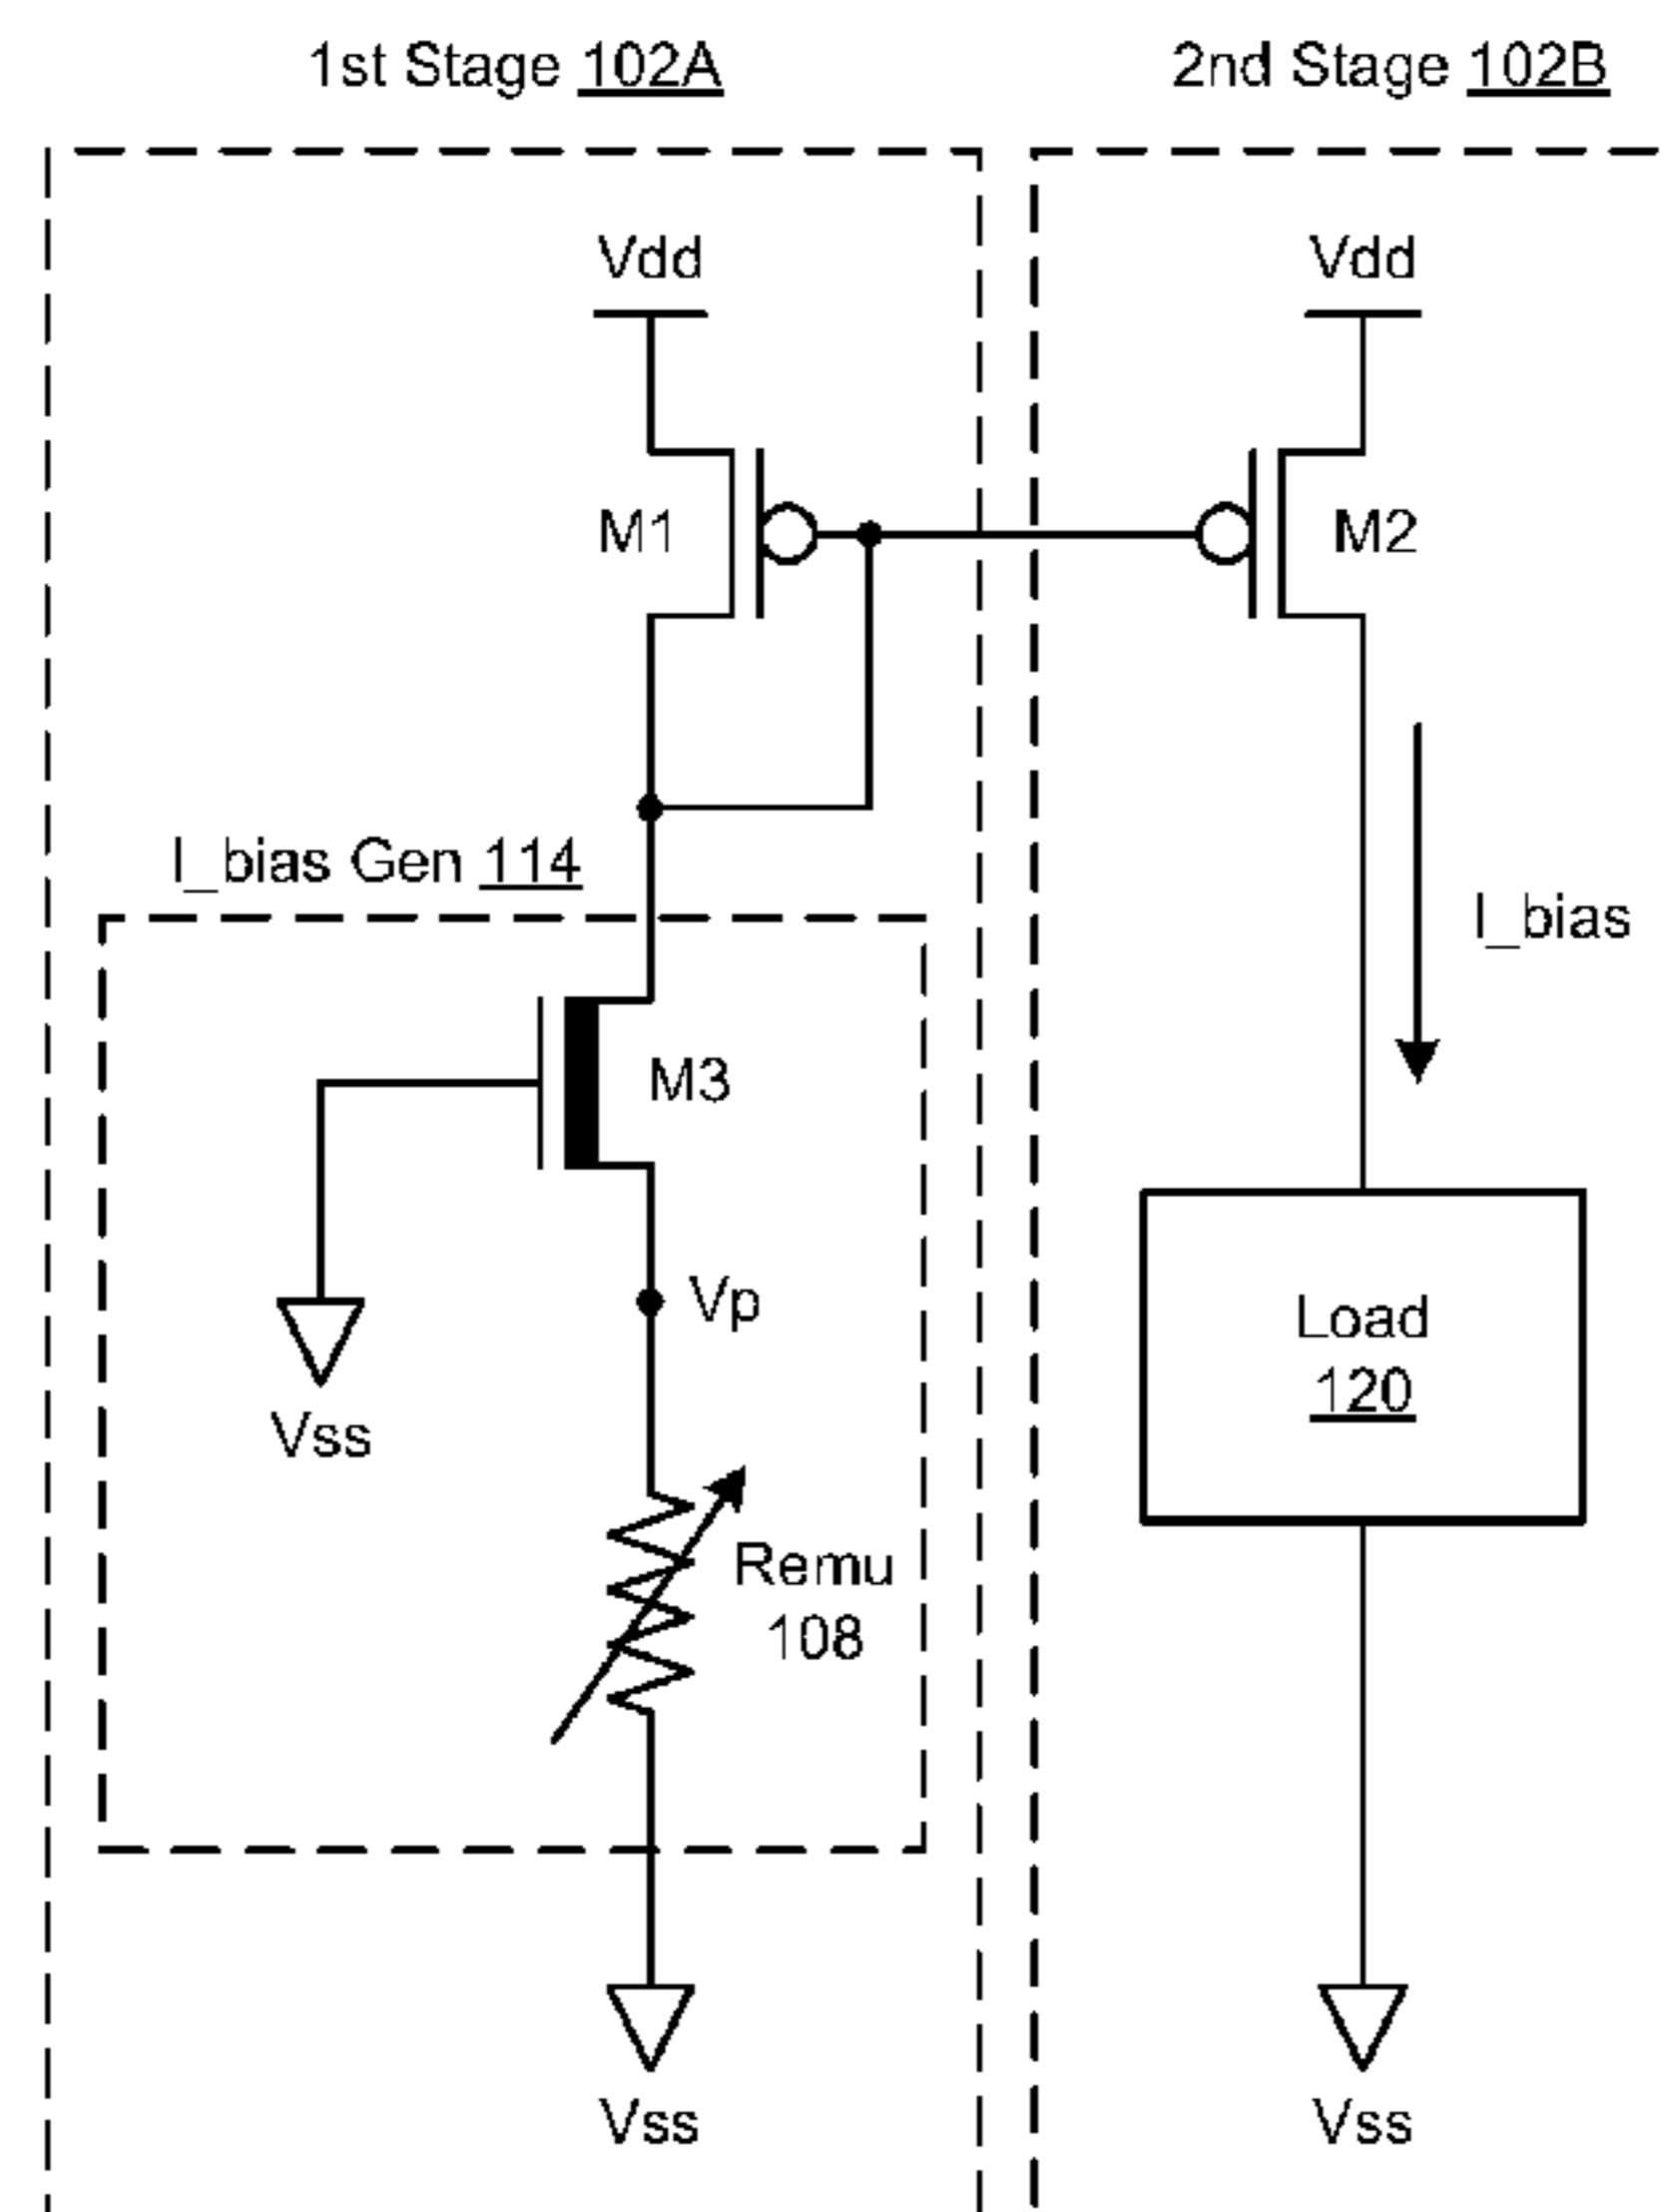 1st Stage 102A
2nd Stage 102B
Vdd
Vdd
M1
M2
I_bias Gen 114
I_bias
M3
Vp
Vss
Load
120
Remu
108
Vss
Vss